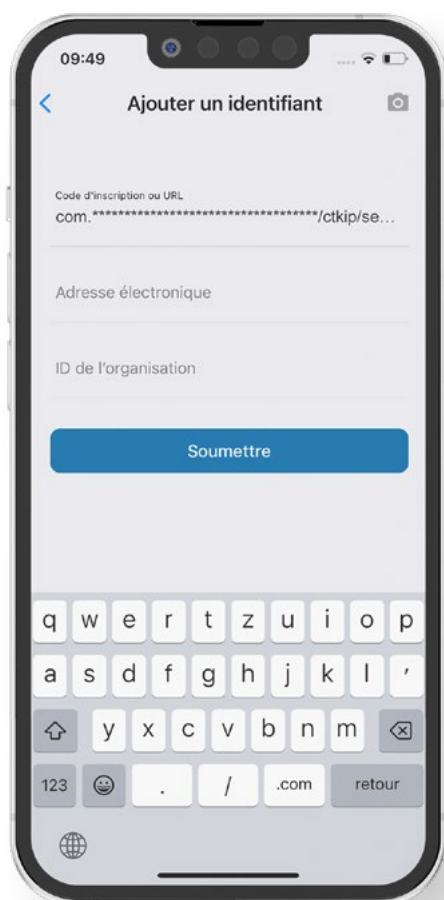 09:49
Ajouter un identifiant
Code d'inscription ou URL
com.***********************************/ctkip/se...
Adresse électronique
ID de l'organisation
Soumettre
q w e r t z u i o p
a s d f g h j k l ’
y x c v b n m
123 . / .com retour